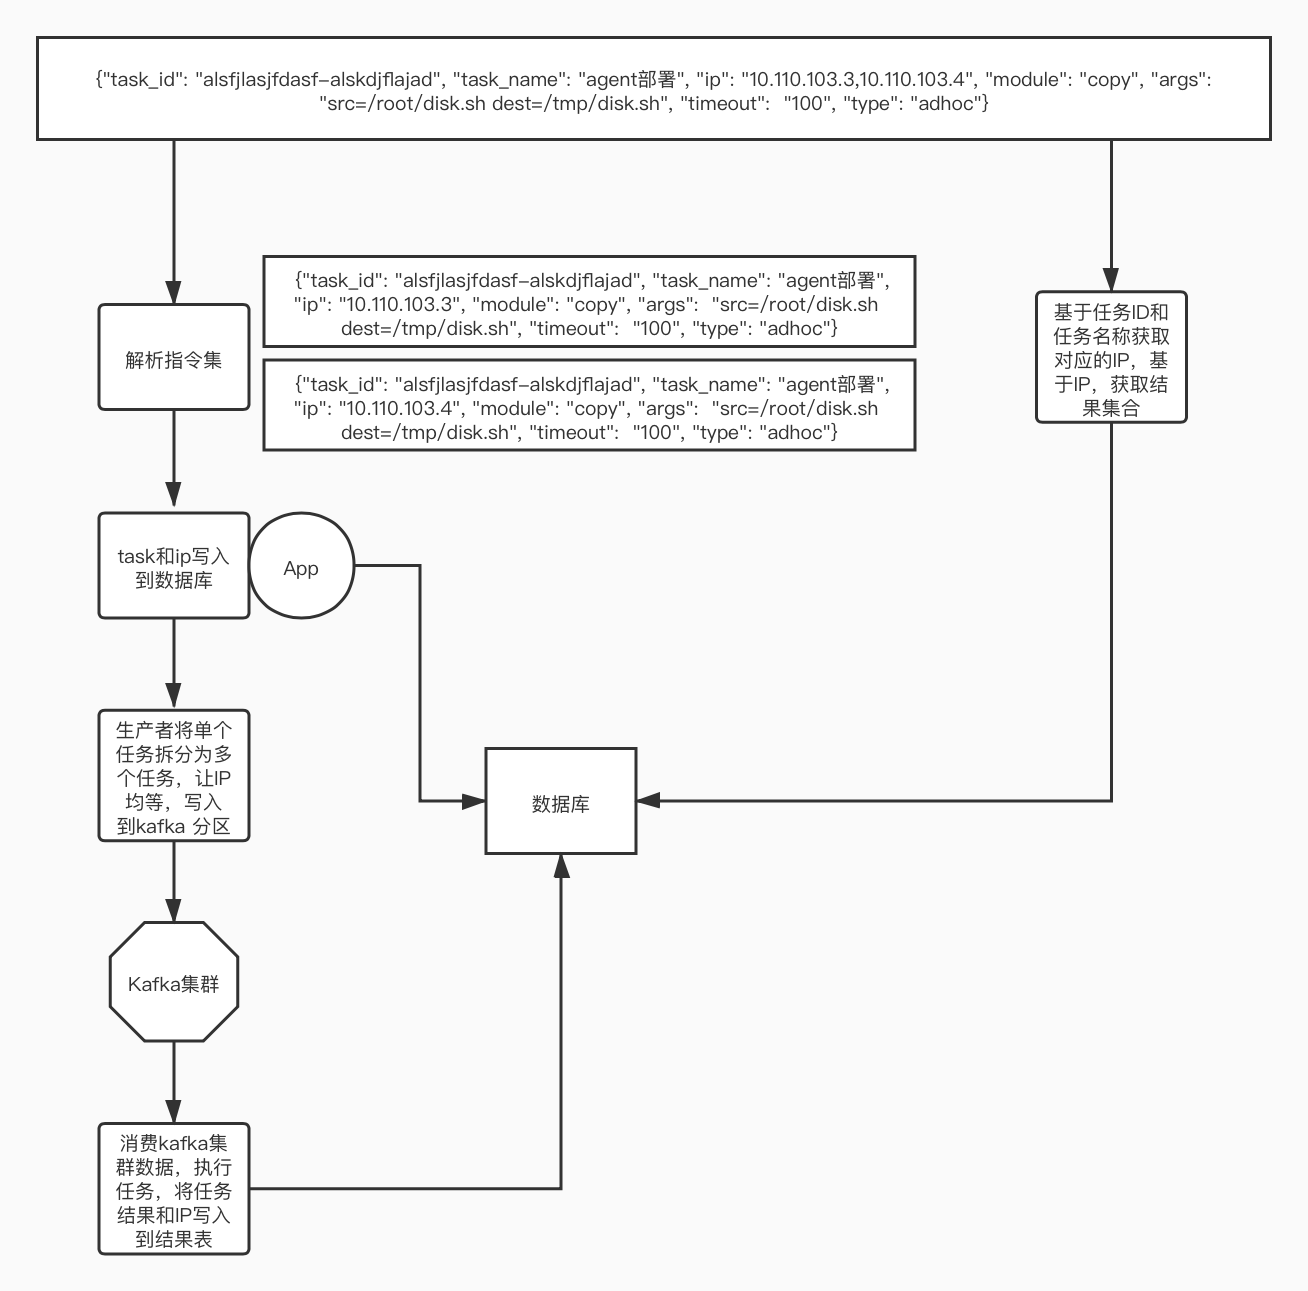 {"task_id": "alsfjlasjfdasf-alskdjflajad", "task_name": "agent部署", "ip": "10.110.103.3,10.110.103.4", "module": "copy", "args":
"src=/root/disk.sh dest=/tmp/disk.sh", "timeout":  "100", "type": "adhoc"}
{"task_id": "alsfjlasjfdasf-alskdjflajad", "task_name": "agent部署",
"ip": "10.110.103.3", "module": "copy", "args":  "src=/root/disk.sh
dest=/tmp/disk.sh", "timeout":  "100", "type": "adhoc"}
解析指令集
{"task_id": "alsfjlasjfdasf-alskdjflajad", "task_name": "agent部署",
"ip": "10.110.103.4", "module": "copy", "args":  "src=/root/disk.sh
dest=/tmp/disk.sh", "timeout":  "100", "type": "adhoc"}
基于任务ID和
任务名称获取
对应的IP，基
于IP，获取结
果集合
task和ip写入
到数据库
App
生产者将单个
任务拆分为多
个任务，让IP
均等，写入
到kafka 分区
数据库
Kafka集群
消费kafka集
群数据，执行
任务，将任务
结果和IP写入
到结果表